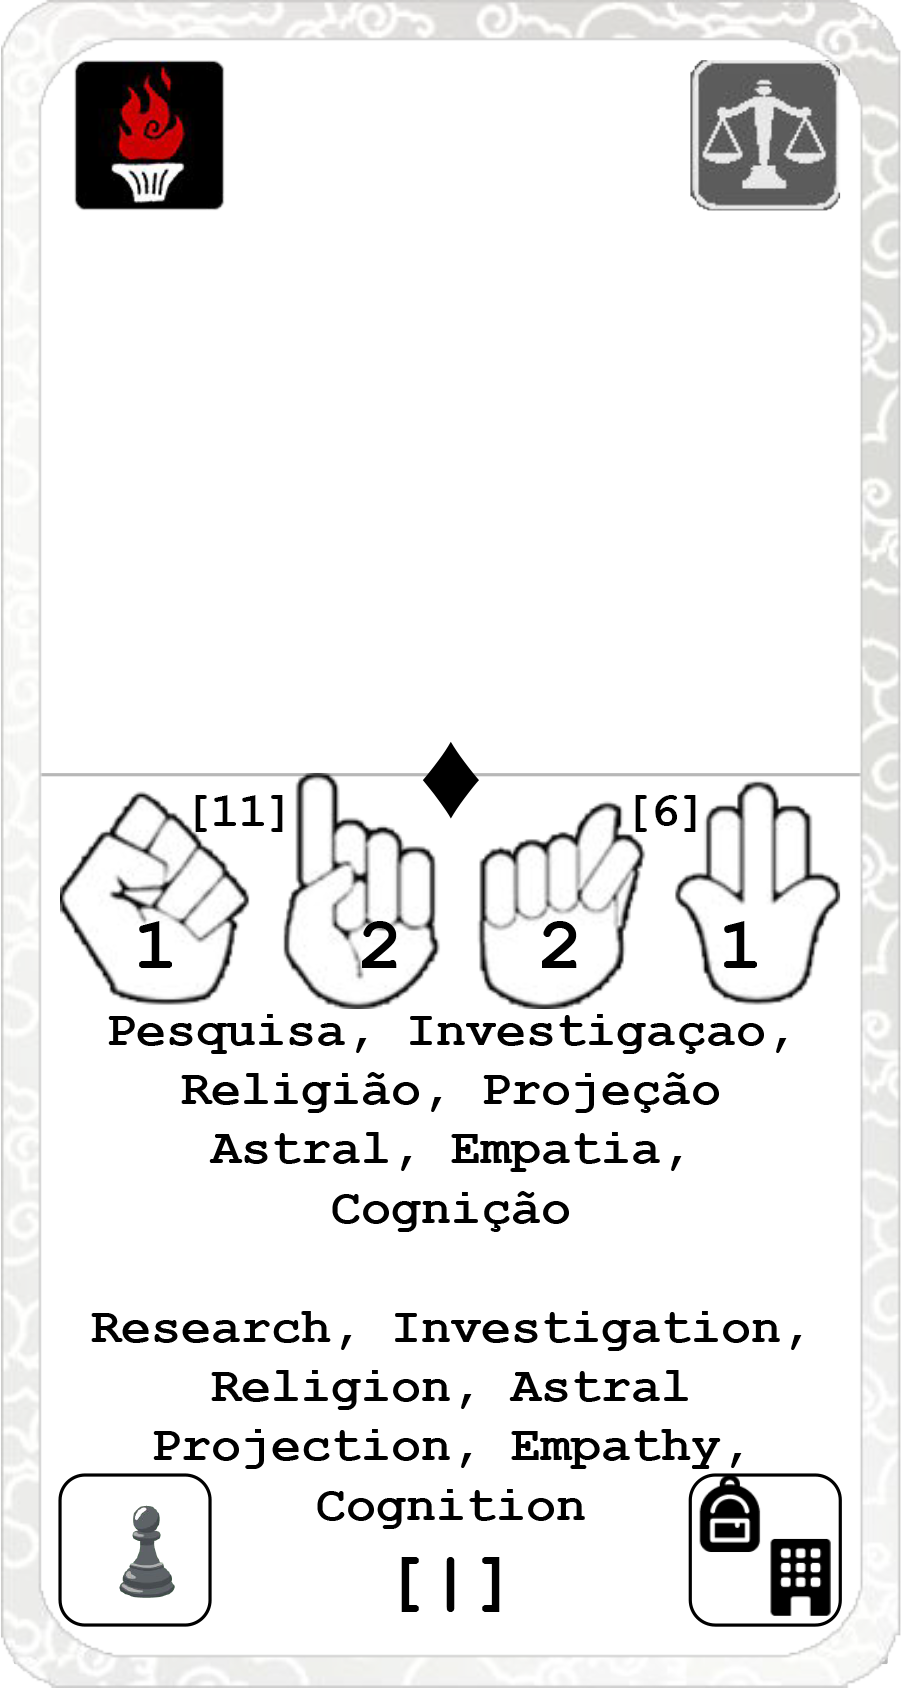 [11] [6]
1 2 2 1
Pesquisa, Investigaçao,
Religião, Projeção
Astral, Empatia,
Cognição
Research, Investigation,
Religion, Astral
Projection, Empathy,
Cognition
[|]